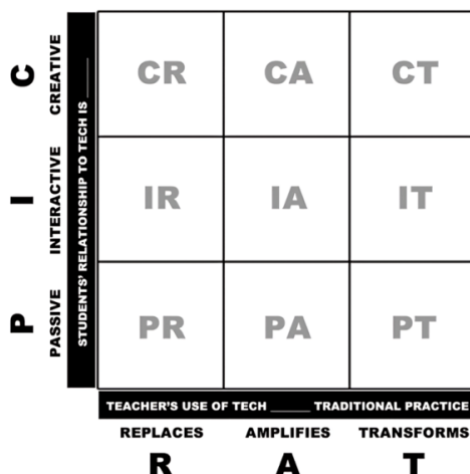 C
CREATIVE
I
INTERACTIVE
P
PASSIVE
STUDENTS' RELATIONSHIP TO TECH IS ______
CR CA CT
IR IA IT
PR PA PT
TEACHER'S USE OF TECH ______ TRADITIONAL PRACTICE
REPLACES AMPLIFIES TRANSFORMS
R A T